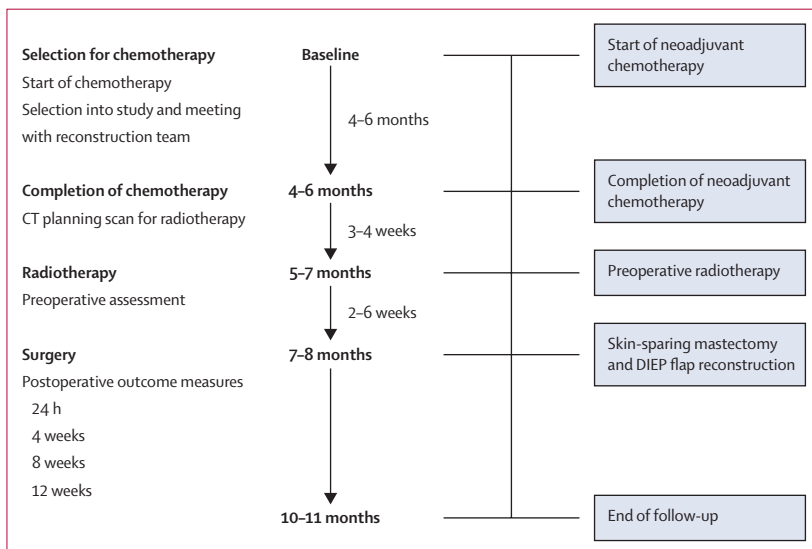 Selection for chemotherapy
Start of chemotherapy
Selection into study and meeting
with reconstruction team
Baseline
Start of neoadjuvant
chemotherapy
4–6 months
Completion of chemotherapy
CT planning scan for radiotherapy
4–6 months
Completion of neoadjuvant
chemotherapy
3–4 weeks
Radiotherapy
Preoperative assessment
5–7 months
Preoperative radiotherapy
2–6 weeks
Surgery
Postoperative outcome measures
24 h
4 weeks
8 weeks
12 weeks
7–8 months
Skin-sparing mastectomy
and DIEP flap reconstruction
10–11 months
End of follow-up